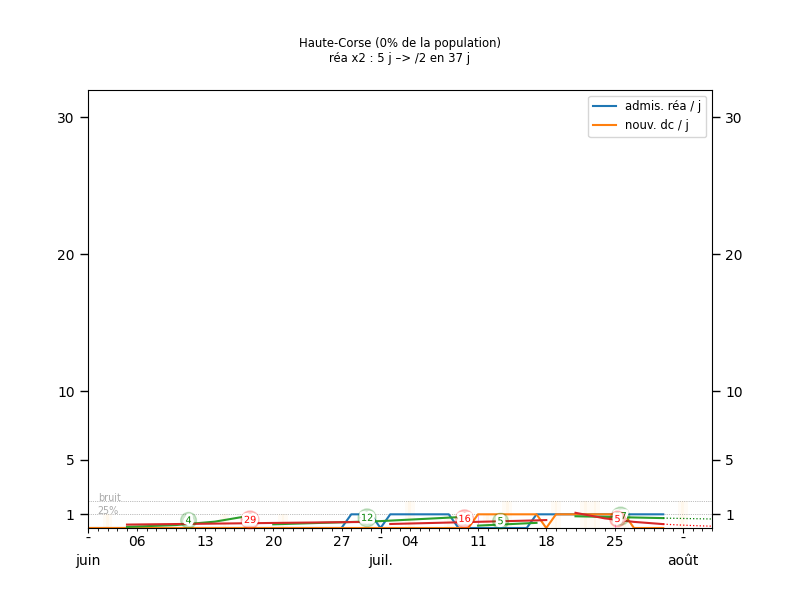 Haute-Corse (0% de la population)
réa x2 : 5 j –> /2 en 37 j
admis. réa / j
nouv. dc / j
30 30
20 20
10 10
5 5
bruit
25%
1 1
4 29 12 16 5 5
- 06 13 20 27 - 04 11 18 25 -
juin juil. août